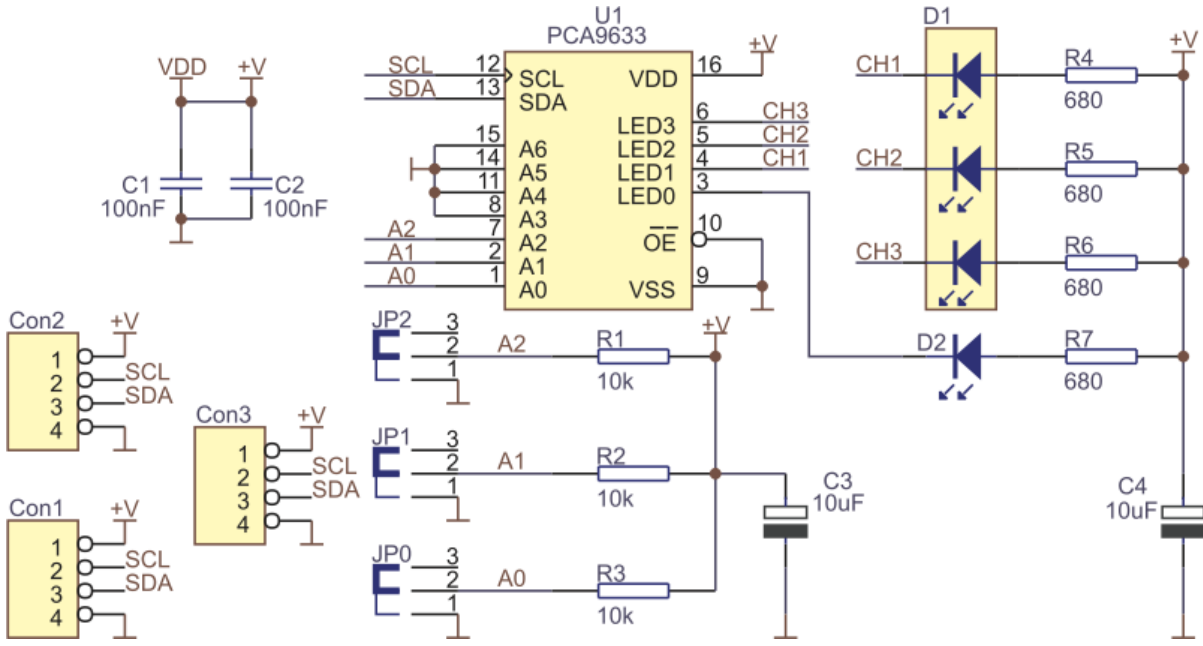 VDD
+V
C1
100nF
C2
100nF
U1
PCA9633
SCL
12
SDA
13
15
14
11
8
A2
7
A1
2
A0
1
SCL
SDA
A6
A5
A4
A3
A2
A1
A0
VDD
LED3
LED2
LED1
LED0
OE
VSS
16
+V
6
CH3
5
CH2
4
CH1
3
10
9
D1
CH1
R4
680
+V
CH2
R5
680
CH3
R6
680
D2
R7
680
Con2
+V
1
2
SCL
3
SDA
4
Con3
+V
1
2
SCL
3
SDA
4
Con1
+V
1
2
SCL
3
SDA
4
JP2
3
2
1
A2
R1
10k
+V
JP1
3
2
1
A1
R2
10k
JP0
3
2
1
A0
R3
10k
C3
10uF
C4
10uF